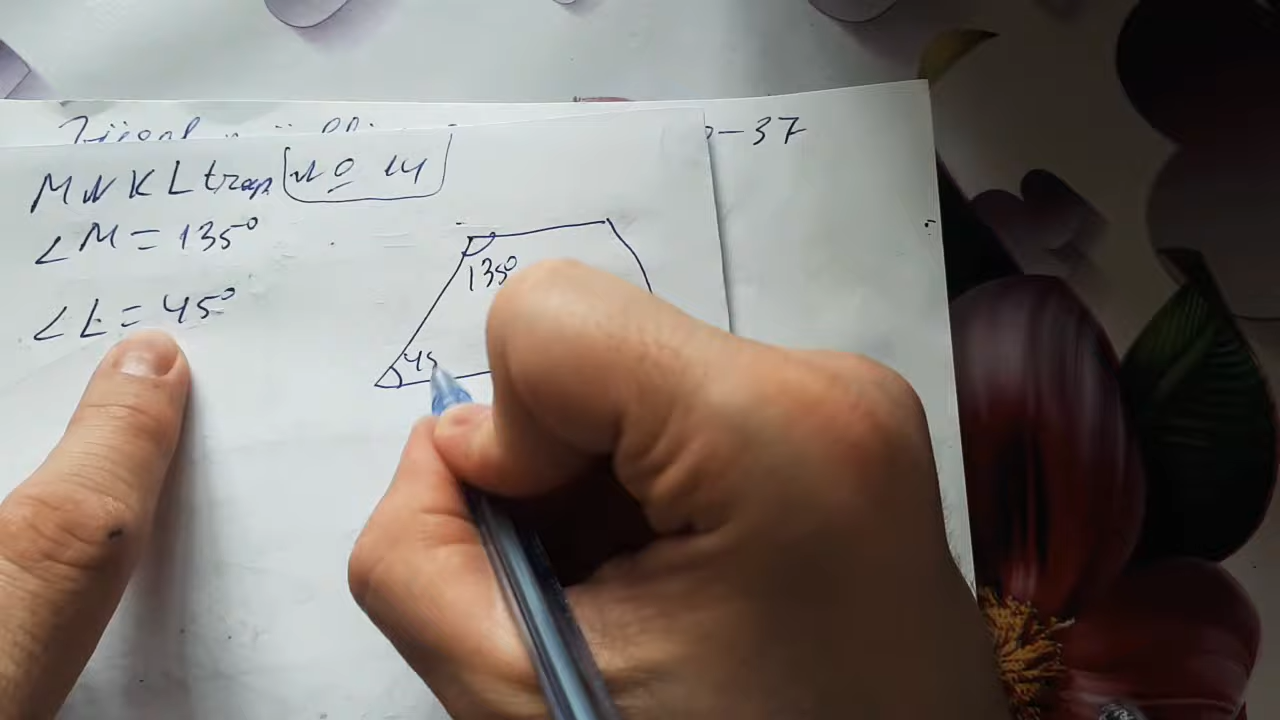 -37
MNKL trap № 14
∠M = 135°
∠L = 45°
135°
45